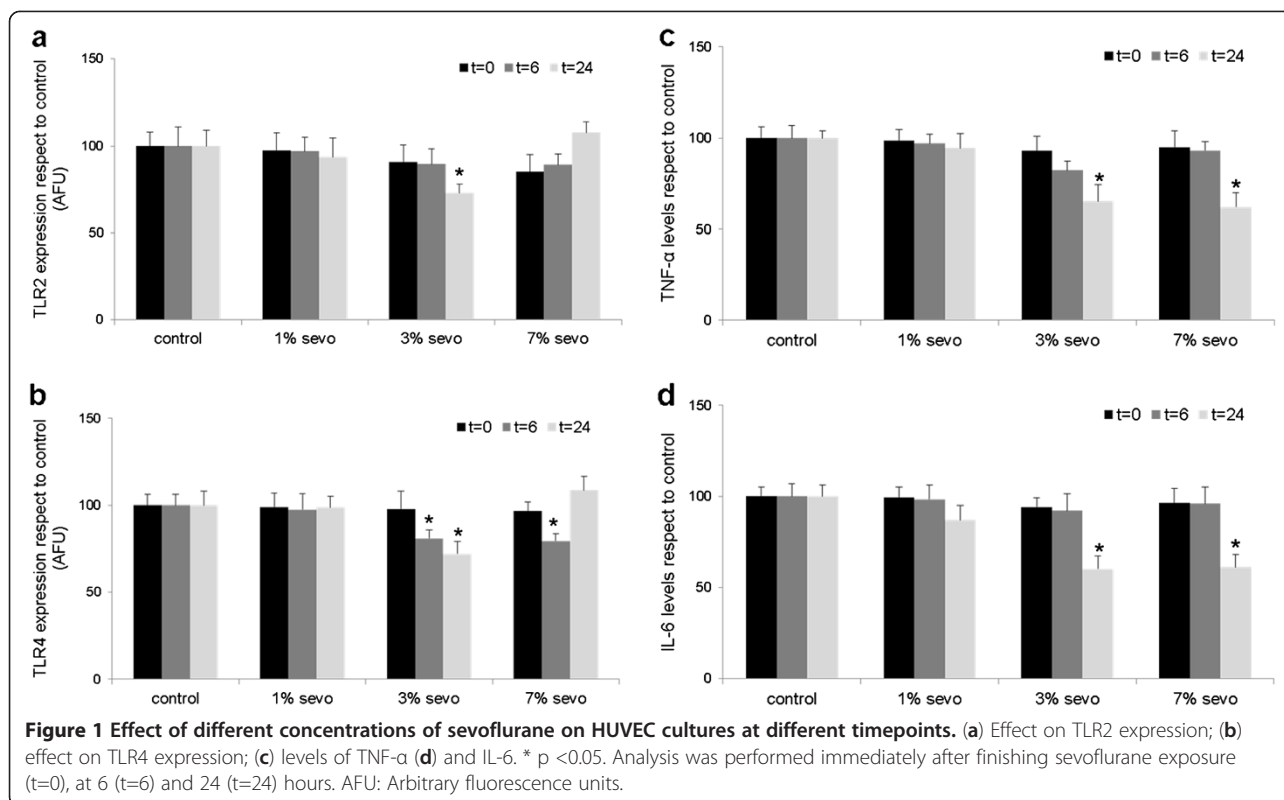 a
150
t=0 t=6 t=24
100
*
50
0
TLR2 expression respect to control
(AFU)
control 1% sevo 3% sevo 7% sevo
c
150
t=0 t=6 t=24
100
* *
50
0
TNF-α levels respect to control
control 1% sevo 3% sevo 7% sevo
b
150
t=0 t=6 t=24
100
* * *
50
0
TLR4 expression respect to control
(AFU)
control 1% sevo 3% sevo 7% sevo
d
150
t=0 t=6 t=24
100
* *
50
0
IL-6 levels respect to control
control 1% sevo 3% sevo 7% sevo
Figure 1 Effect of different concentrations of sevoflurane on HUVEC cultures at different timepoints. (a) Effect on TLR2 expression; (b)
effect on TLR4 expression; (c) levels of TNF-α (d) and IL-6. * p <0.05. Analysis was performed immediately after finishing sevoflurane exposure
(t=0), at 6 (t=6) and 24 (t=24) hours. AFU: Arbitrary fluorescence units.